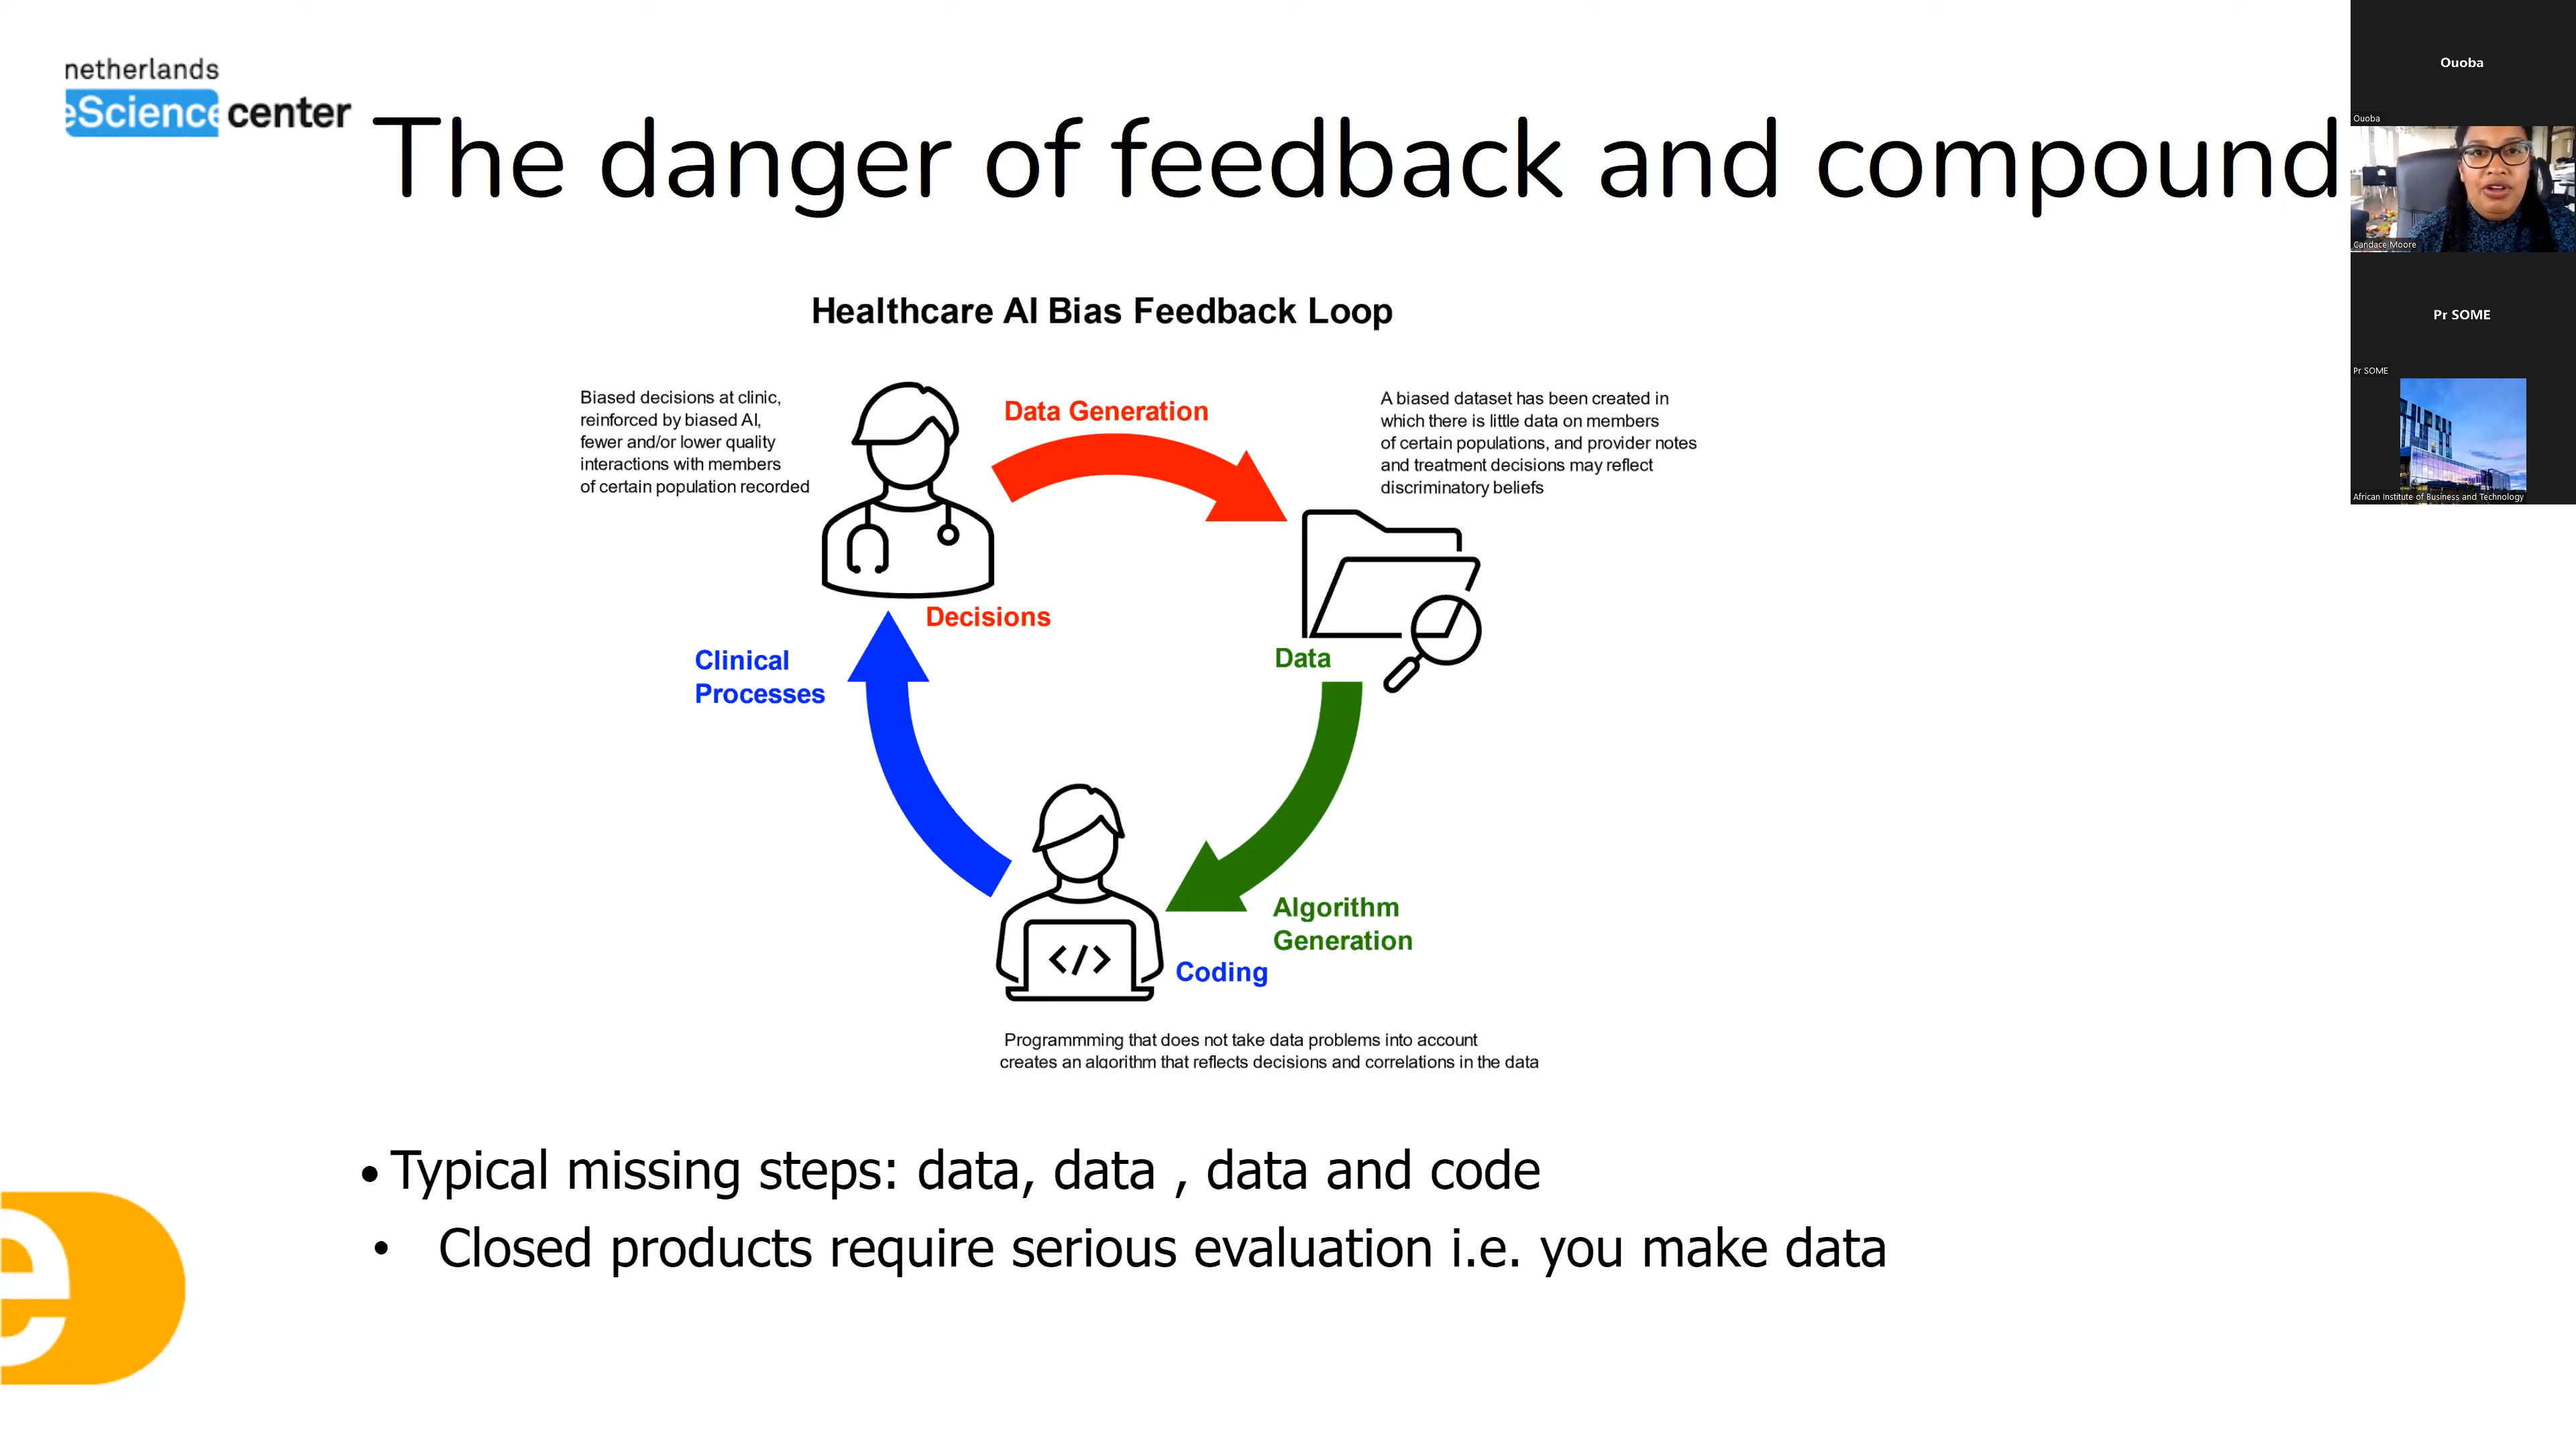 netherlands
eScience center
The danger of feedback and compound
Healthcare AI Bias Feedback Loop
Biased decisions at clinic,
reinforced by biased AI,
fewer and/or lower quality
interactions with members
of certain population recorded
Data Generation
A biased dataset has been created in
which there is little data on members
of certain populations, and provider notes
and treatment decisions may reflect
discriminatory beliefs
Decisions
Clinical
Processes
Data
Algorithm
Generation
</>
Coding
Programmming that does not take data problems into account
creates an algorithm that reflects decisions and correlations in the data
• Typical missing steps: data, data , data and code
• Closed products require serious evaluation i.e. you make data
e
Ouoba
Ouoba
Candace Moore
Pr SOME
Pr SOME
African Institute of Business and Technology